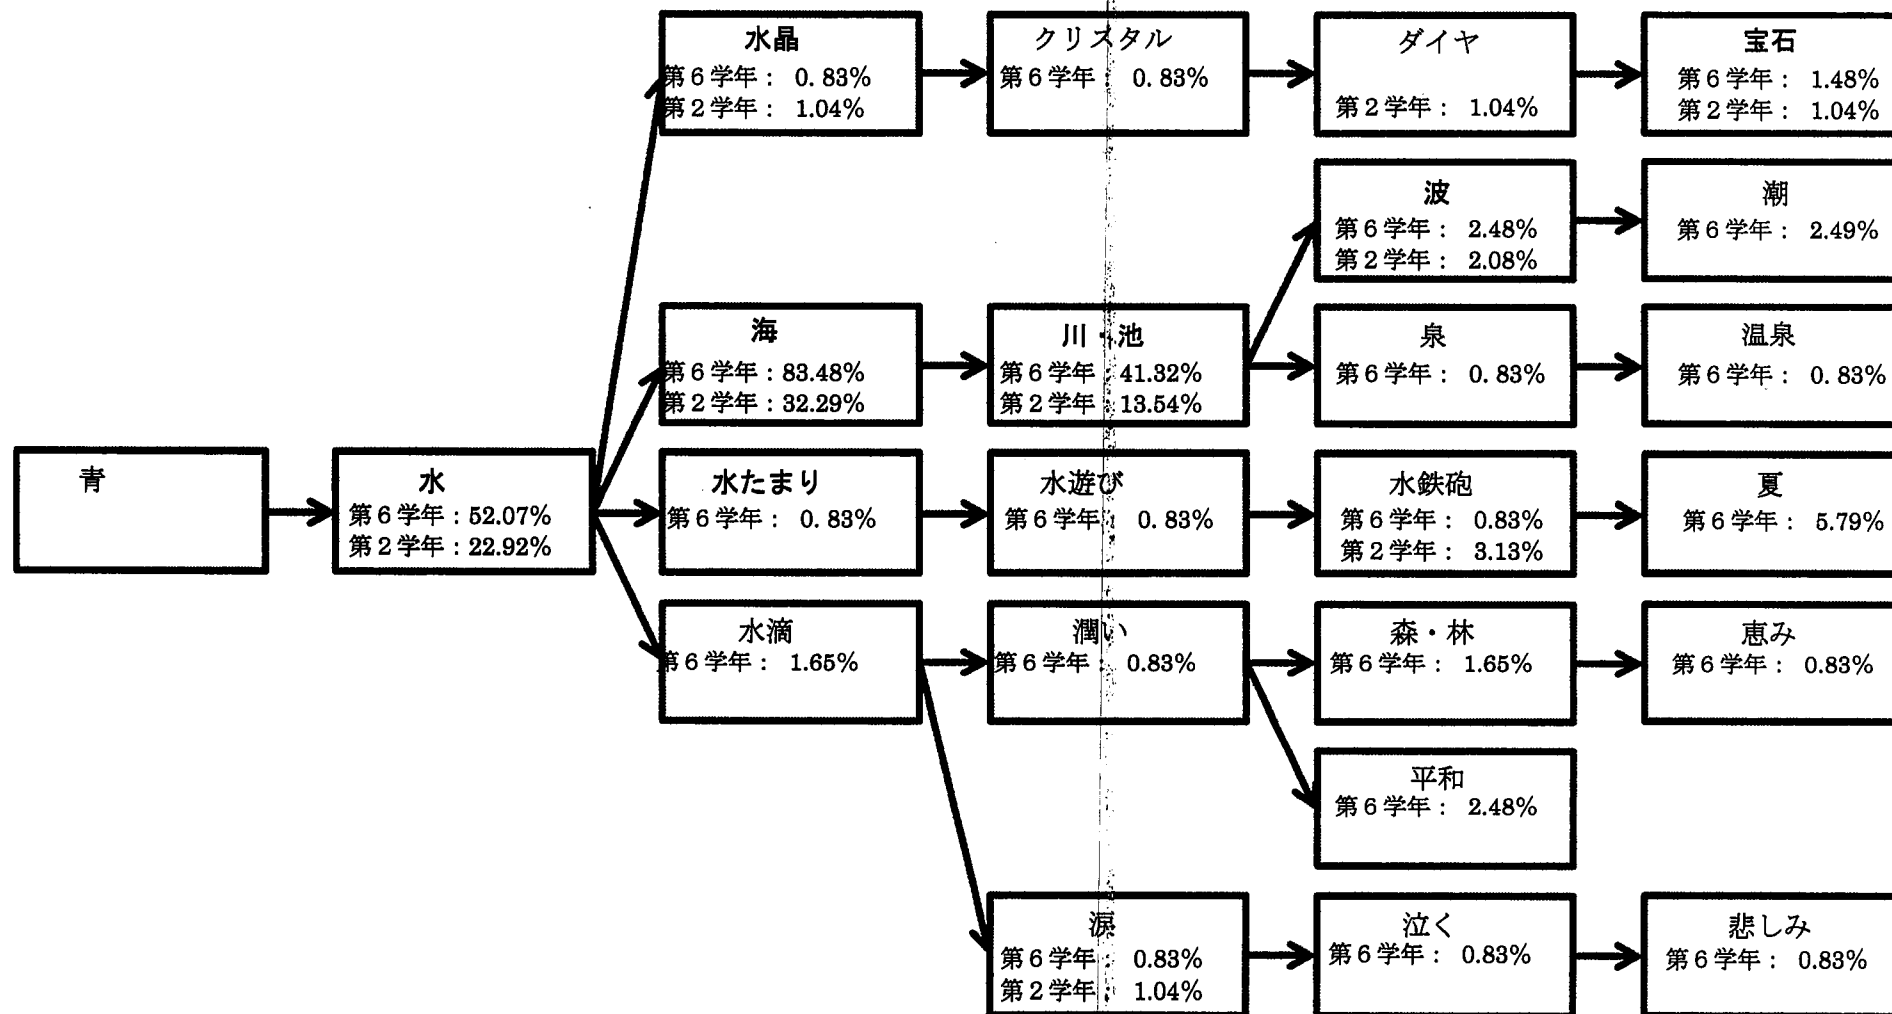 水晶
第6学年： 0.83%
第2学年： 1.04%
クリスタル
第6学年： 0.83%
ダイヤ
第2学年： 1.04%
宝石
第6学年： 1.48%
第2学年： 1.04%
波
第6学年： 2.48%
第2学年： 2.08%
潮
第6学年： 2.49%
海
第6学年：83.48%
第2学年：32.29%
川・池
第6学年：41.32%
第2学年：13.54%
泉
第6学年： 0.83%
温泉
第6学年： 0.83%
青
水
第6学年：52.07%
第2学年：22.92%
水たまり
第6学年： 0.83%
水遊び
第6学年： 0.83%
水鉄砲
第6学年： 0.83%
第2学年： 3.13%
夏
第6学年： 5.79%
水滴
第6学年： 1.65%
潤い
第6学年： 0.83%
森・林
第6学年： 1.65%
恵み
第6学年： 0.83%
平和
第6学年： 2.48%
涙
第6学年： 0.83%
第2学年： 1.04%
泣く
第6学年： 0.83%
悲しみ
第6学年： 0.83%